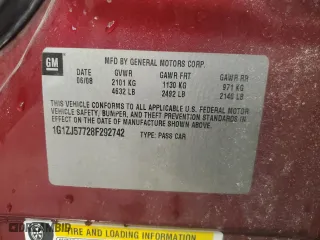 GM
MFD BY GENERAL MOTORS CORP.
DATE GVWR GAWR FRT GAWR RR
06/08 2101 KG 1130 KG 971 KG
4632 LB 2492 LB 2140 LB
THIS VEHICLE CONFORMS TO ALL APPLICABLE U.S. FEDERAL MOTOR
VEHICLE SAFETY, BUMPER, AND THEFT PREVENTION STANDARDS IN
EFFECT ON THE DATE OF MANUFACTURE SHOWN ABOVE.
1G1ZJ57728F292742 TYPE: PASS CAR
TIRE AND LOADING INFORMATION